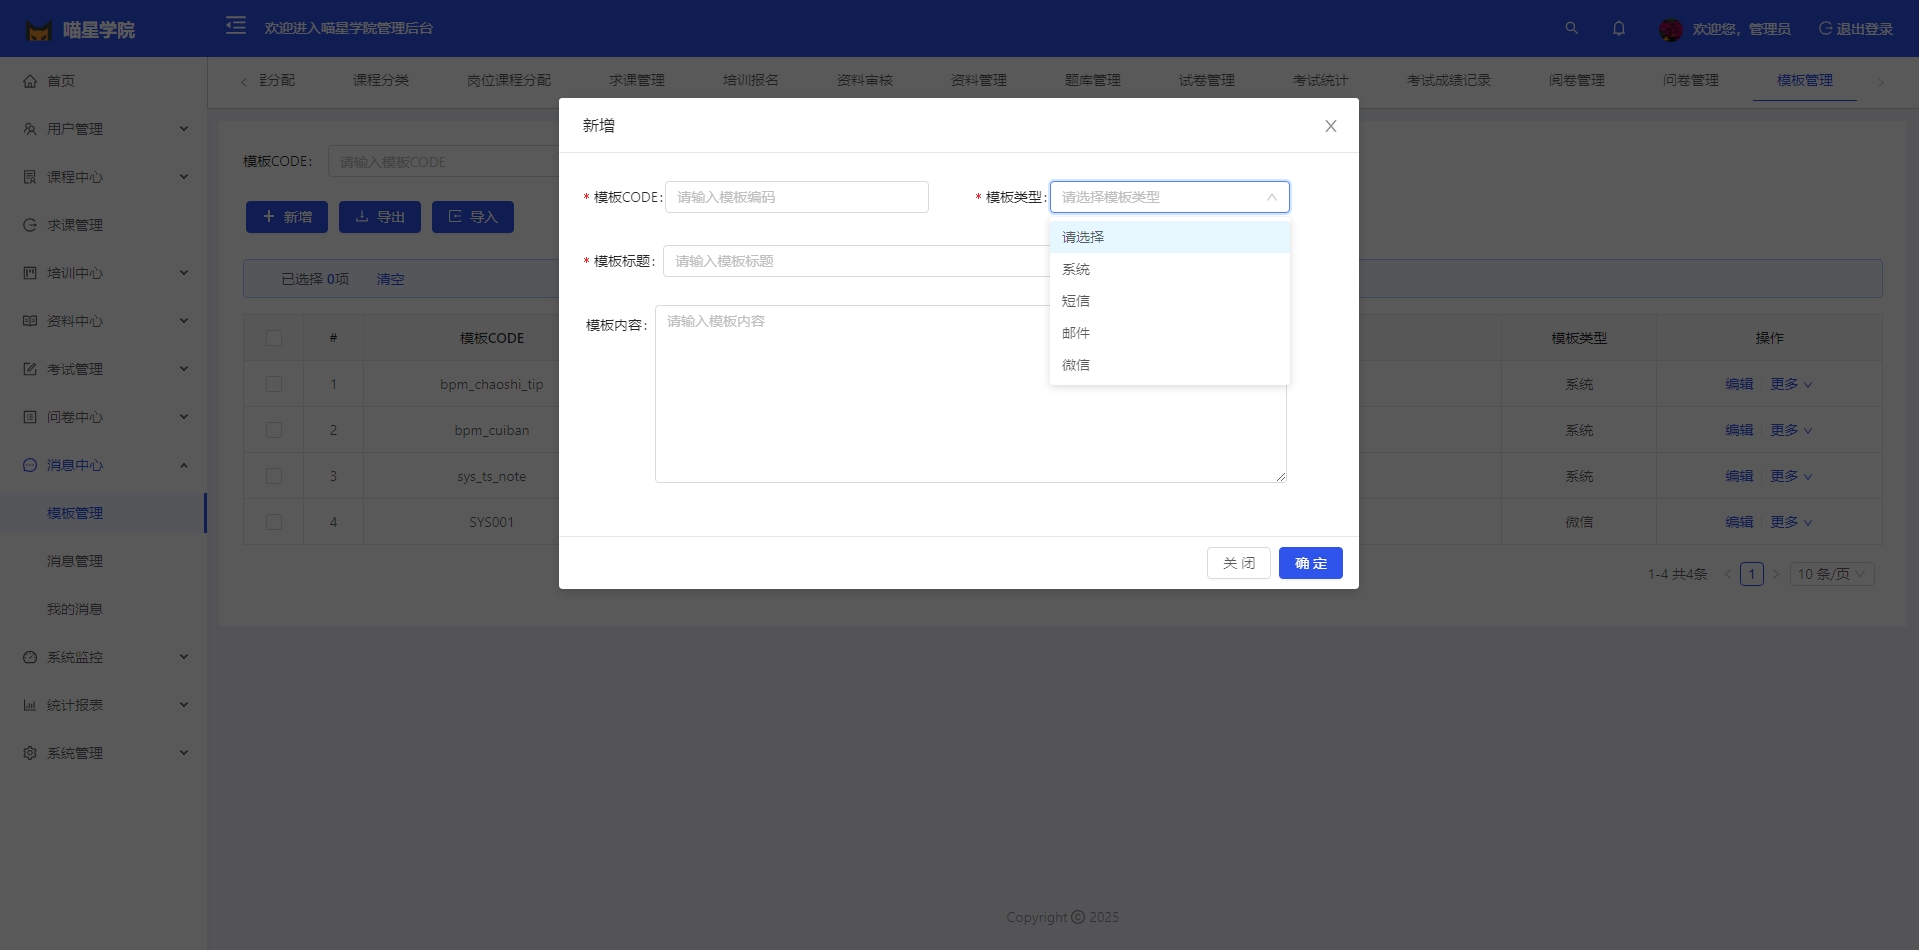 喵星学院
欢迎进入喵星学院管理后台
欢迎您，管理员
退出登录
首页
用户管理
课程中心
求课管理
培训中心
资料中心
考试管理
问卷中心
消息中心
模板管理
消息管理
我的消息
系统监控
统计报表
系统管理
程分配 课程分类 岗位课程分配 求课管理 培训报名 资料审核 资料管理 题库管理 试卷管理 考试统计 考试成绩记录 阅卷管理 问卷管理 模板管理
模板CODE： 请输入模板CODE
新增 导出 导入
已选择 0项 清空
# 模板CODE 模板类型 操作
1 bpm_chaoshi_tip 系统 编辑 更多
2 bpm_cuiban 系统 编辑 更多
3 sys_ts_note 系统 编辑 更多
4 SYS001 微信 编辑 更多
1-4 共4条 1 10 条/页
新增
* 模板CODE: 请输入模板编码
* 模板类型: 请选择模板类型
请选择
系统
短信
邮件
微信
* 模板标题: 请输入模板标题
模板内容: 请输入模板内容
关 闭 确 定
Copyright © 2025